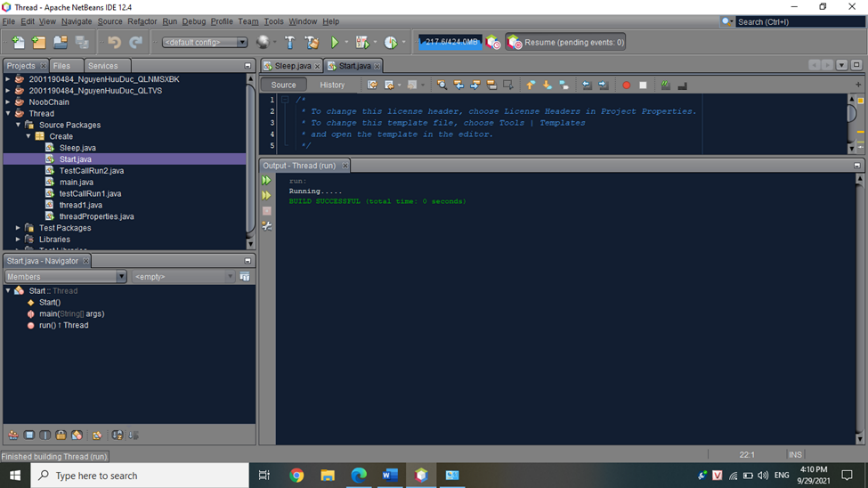 Thread - Apache NetBeans IDE 12.4
File Edit View Navigate Source Refactor Run Debug Profile Team Tools Window Help
Search (Ctrl+I)
<default config>
217.6/424.0MB
Resume (pending events: 0)
Projects Files Services
2001190484_NguyenHuuDuc_QLNMSXBK
2001190484_NguyenHuuDuc_QLTVS
NoobChain
Thread
Source Packages
Create
Sleep.java
Start.java
TestCallRun2.java
main.java
testCallRun1.java
thread1.java
threadProperties.java
Test Packages
Libraries
Test Libraries
Start.java - Navigator
Members <empty>
Start :: Thread
Start()
main(String[] args)
run() ↑ Thread
Sleep.java Start.java
Source History
1 /*
2 * To change this license header, choose License Headers in Project Properties.
3 * To change this template file, choose Tools | Templates
4 * and open the template in the editor.
5 */
Output - Thread (run)
run:
Running.....
BUILD SUCCESSFUL (total time: 0 seconds)
Finished building Thread (run).
22:1 INS
Type here to search
ENG
4:10 PM
9/29/2021